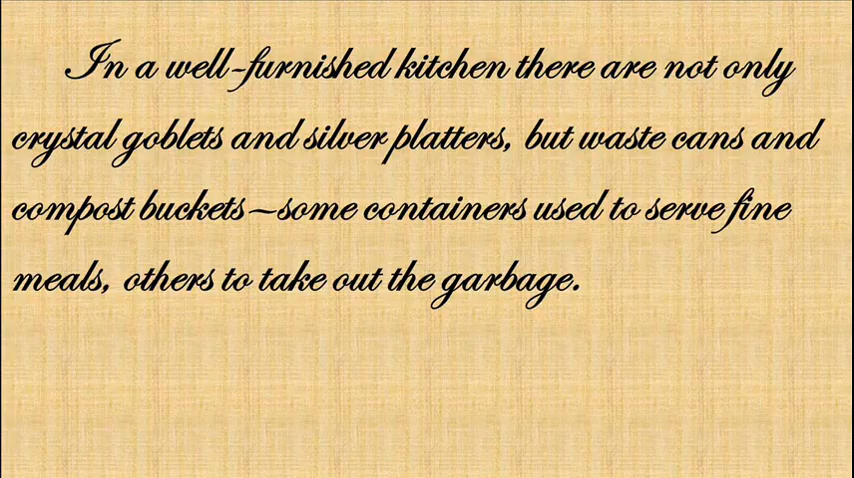 In a well-furnished kitchen there are not only
crystal goblets and silver platters, but waste cans and
compost buckets—some containers used to serve fine
meals, others to take out the garbage.